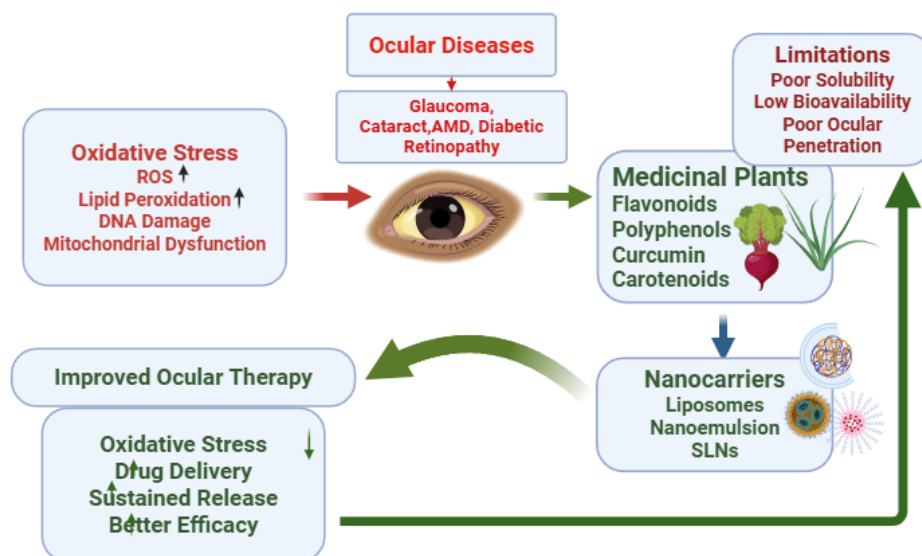 Ocular Diseases
Glaucoma,
Cataract,AMD, Diabetic
Retinopathy
Limitations
Poor Solubility
Low Bioavailability
Poor Ocular
Penetration
Oxidative Stress
ROS
Lipid Peroxidation
DNA Damage
Mitochondrial Dysfunction
Medicinal Plants
Flavonoids
Polyphenols
Curcumin
Carotenoids
Nanocarriers
Liposomes
Nanoemulsion
SLNs
Improved Ocular Therapy
Oxidative Stress
Drug Delivery
Sustained Release
Better Efficacy